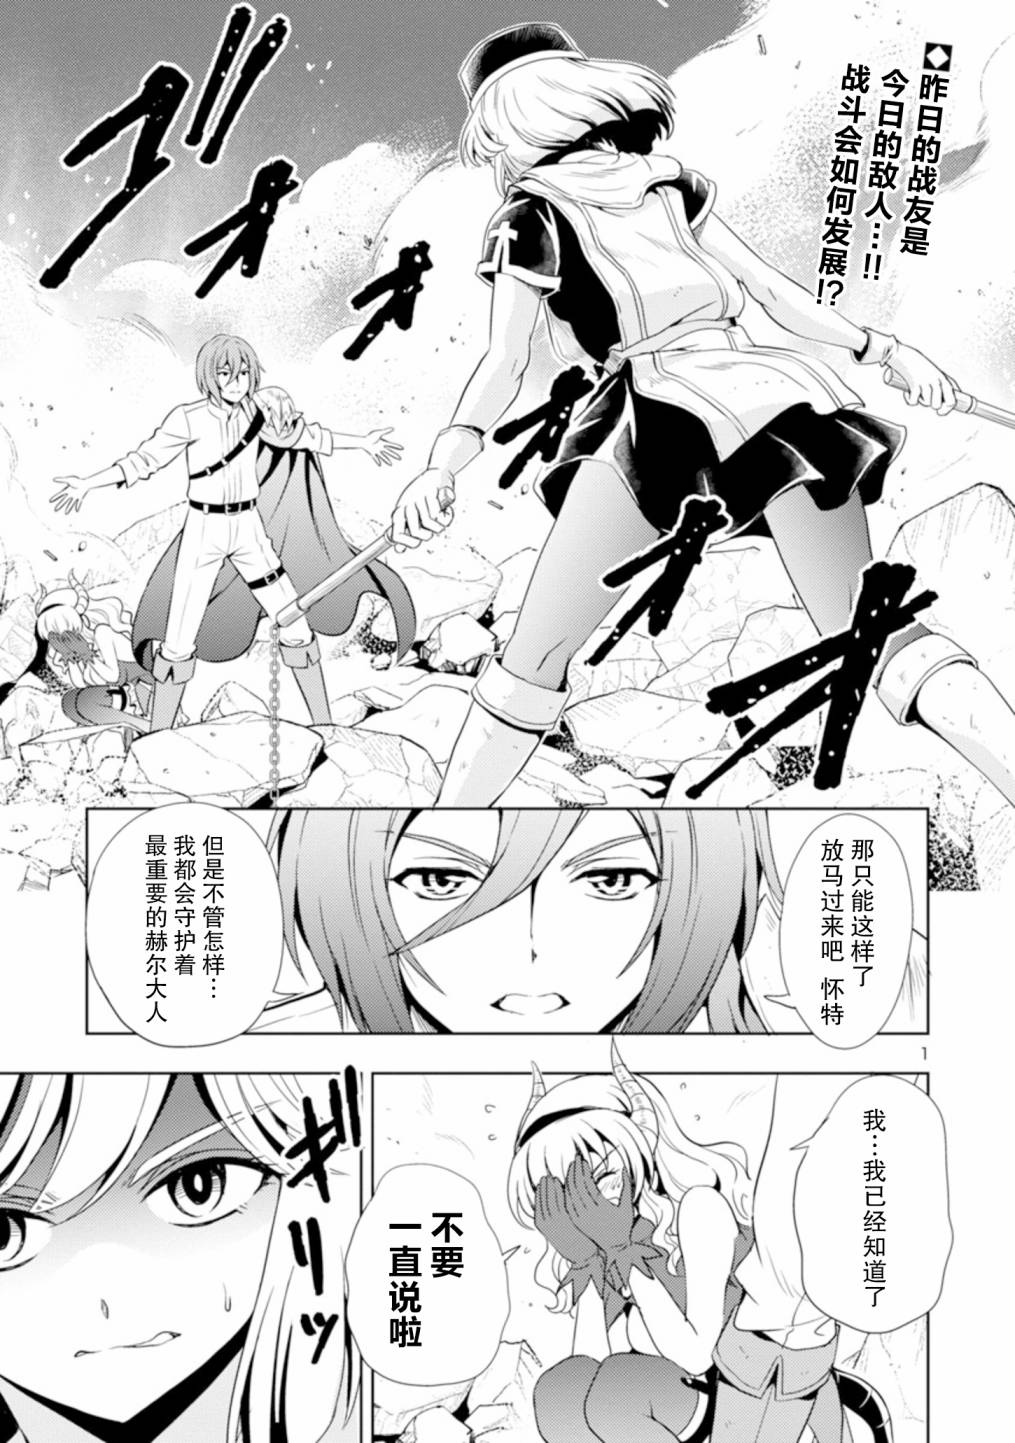 昨日的战友是
今日的敌人…!!
战斗会如何发展!?
ゴ
オ
オ
オ
オ
オ
那只能这样了
放马过来吧 怀特
但是不管怎样…
我都会守护着
最重要的赫尔大人
1
我…我已经知道了
不要
一直说啦